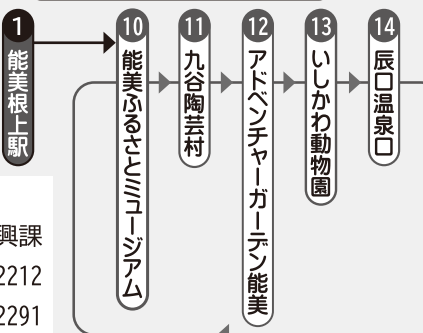 1
能美根上駅
10
能美ふるさとミュージアム
11
九谷陶芸村
12
アドベンチャーガーデン能美
13
いしかわ動物園
14
辰口温泉口
興課
2212
2291